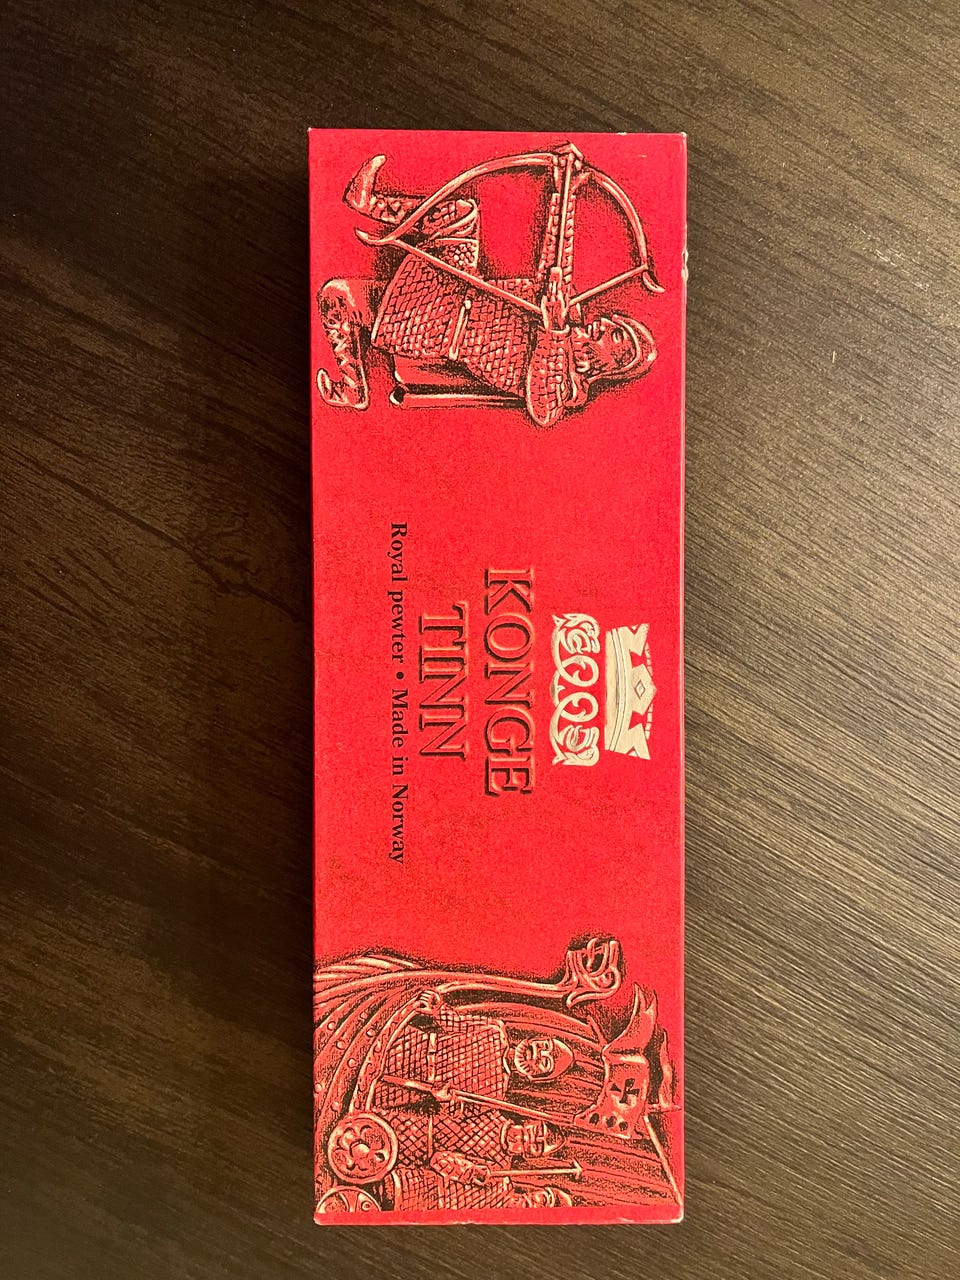 KONGE
TINN
Royal pewter • Made in Norway